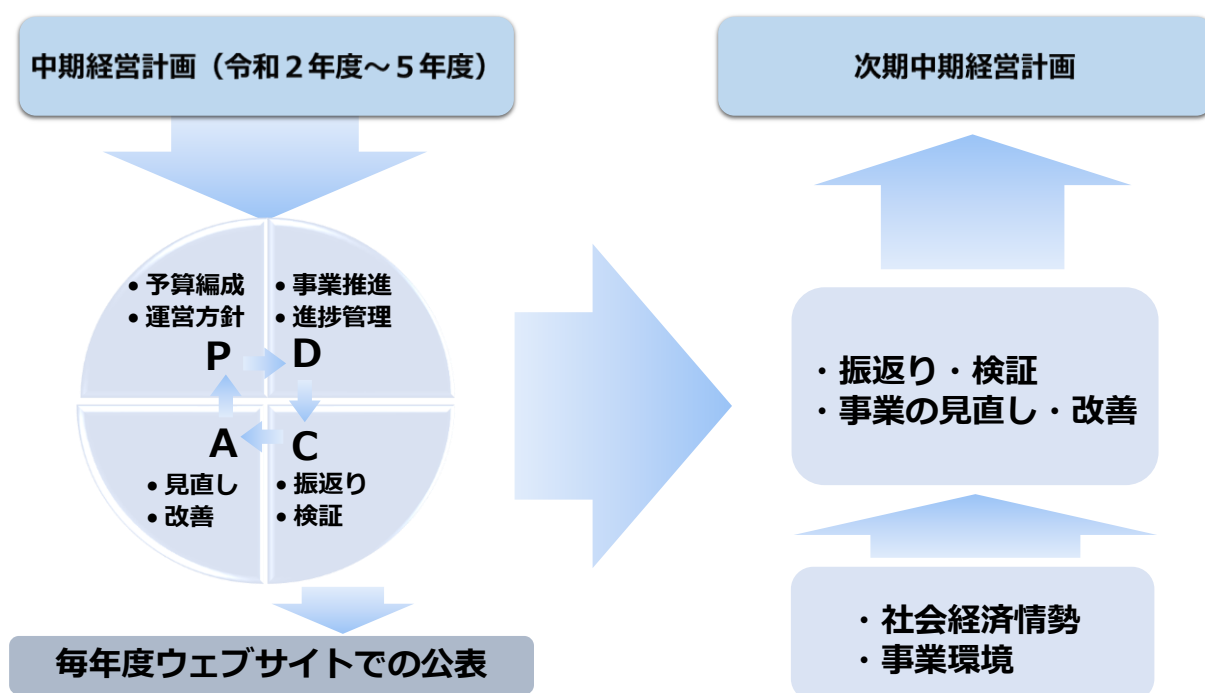 中期経営計画（令和２年度～５年度）
次期中期経営計画
• 予算編成
• 運営方針
P
• 事業推進
• 進捗管理
D
A
• 見直し
• 改善
C
• 振返り
• 検証
・振返り・検証
・事業の見直し・改善
毎年度ウェブサイトでの公表
・社会経済情勢
・事業環境